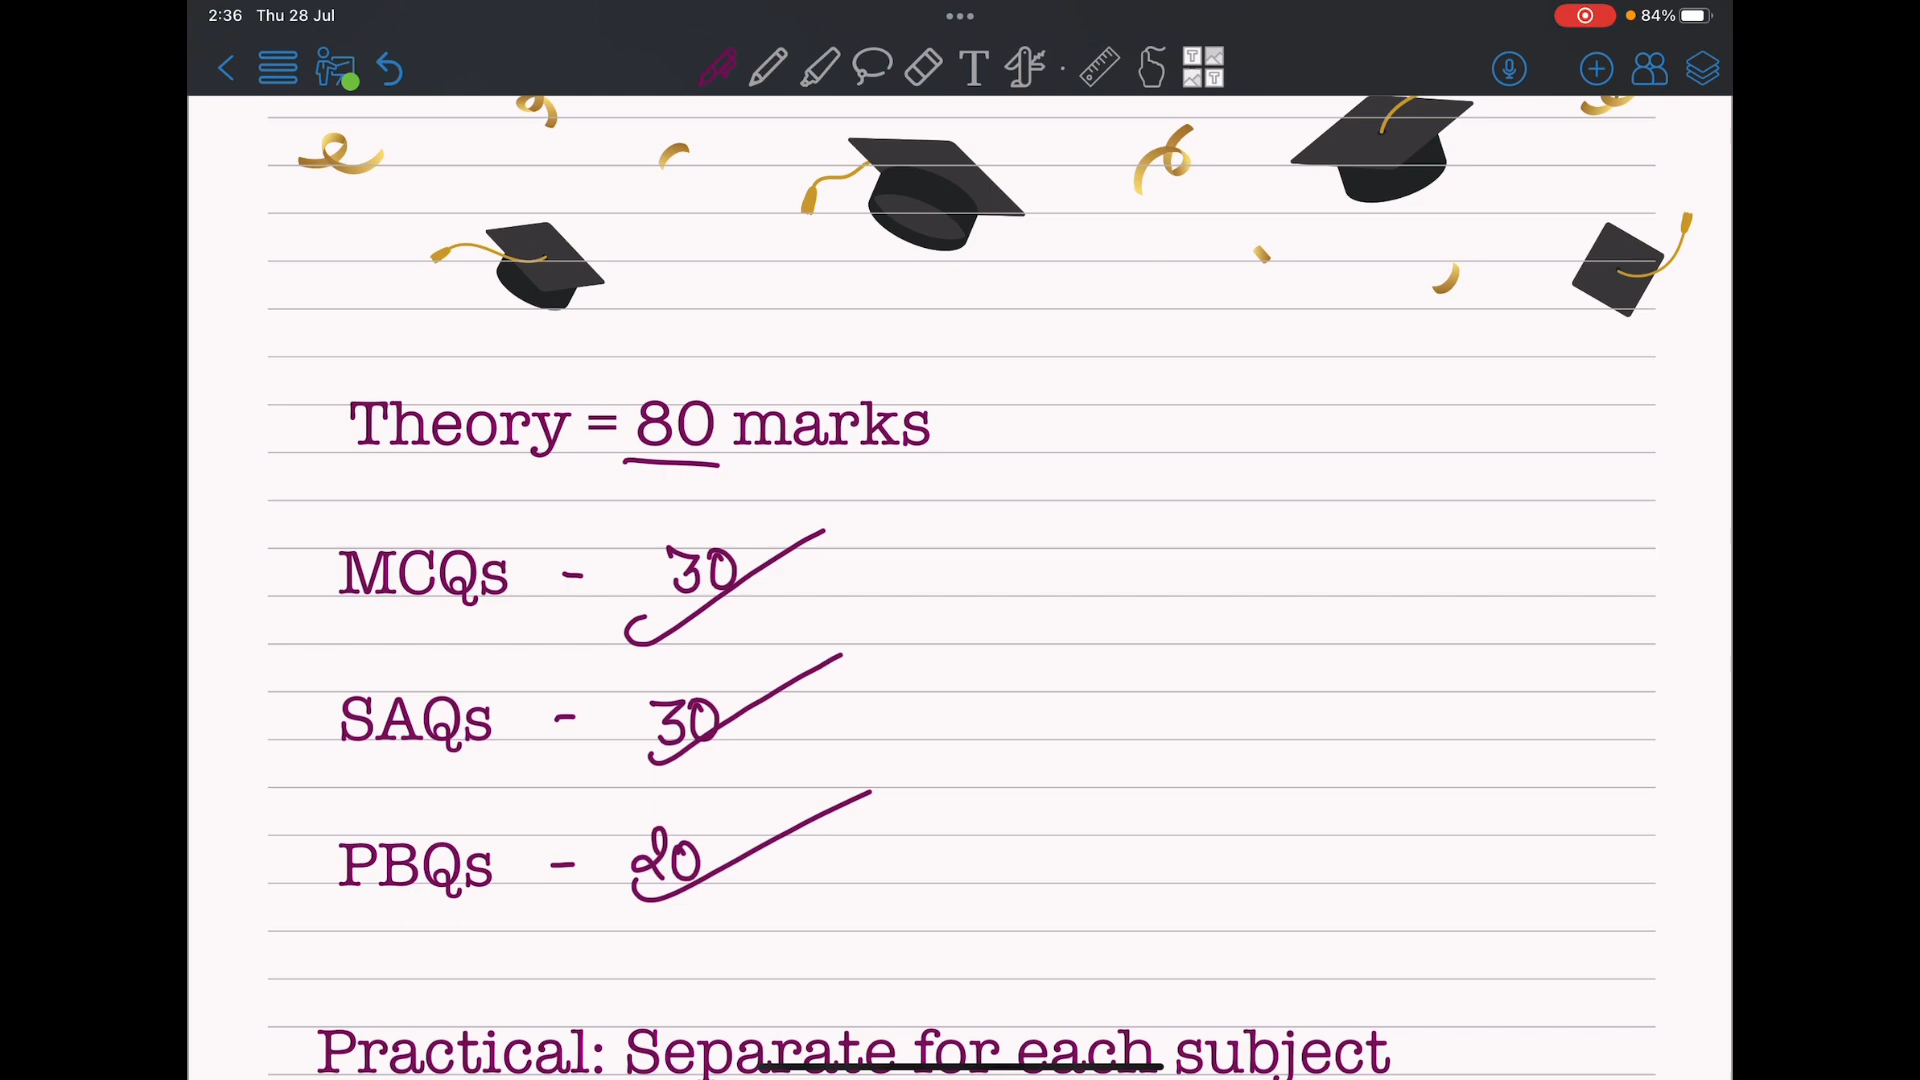 2:36 Thu 28 Jul
84%
Theory = 80 marks
MCQs - 30
SAQs - 30
PBQs - 20
Practical: Separate for each subject